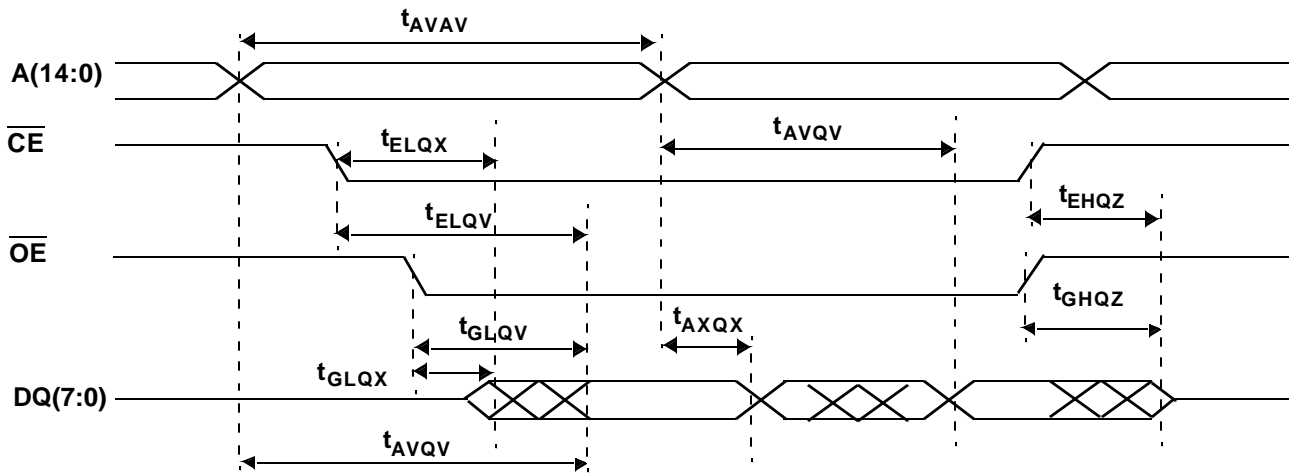 tAVAV
A(14:0)
CE
tELQX
tAVQV
tELQV
tEHQZ
OE
tGLQV
tAXQX
tGHQZ
tGLQX
DQ(7:0)
tAVQV